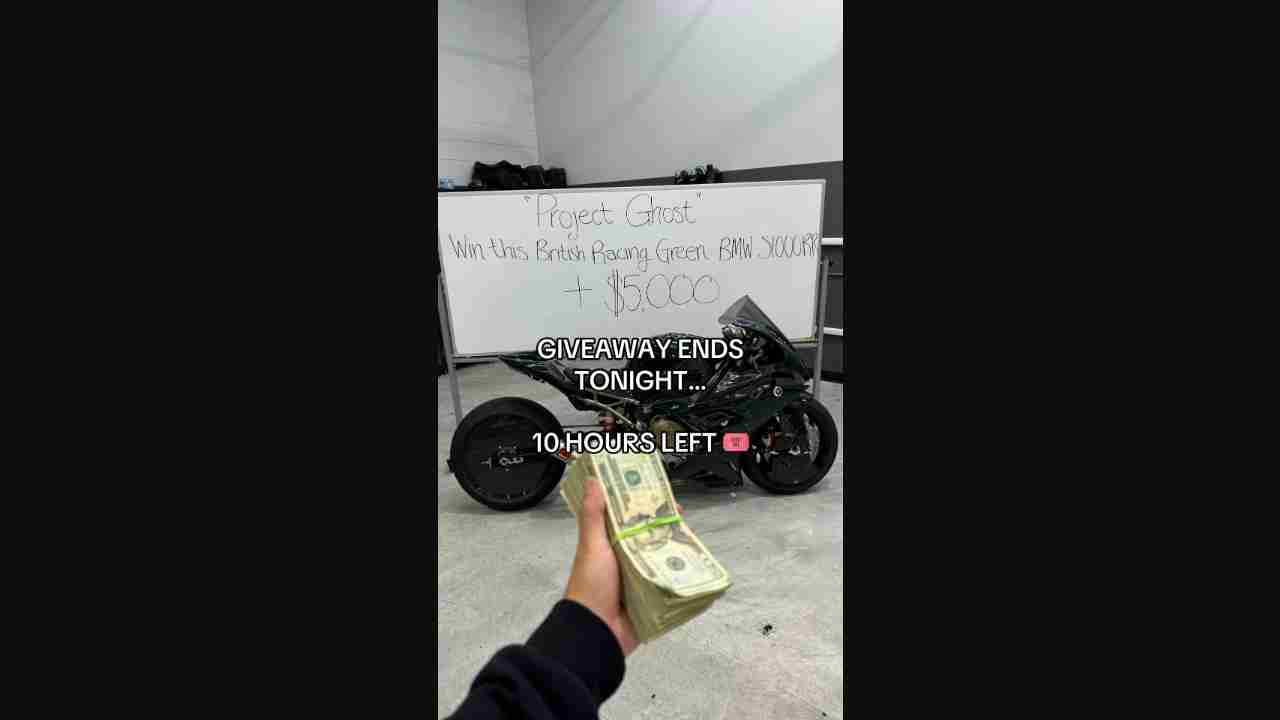 "Project Ghost"
Win this British Racing Green BMW S1000RR
+ $5,000
GIVEAWAY ENDS
TONIGHT...
10 HOURS LEFT